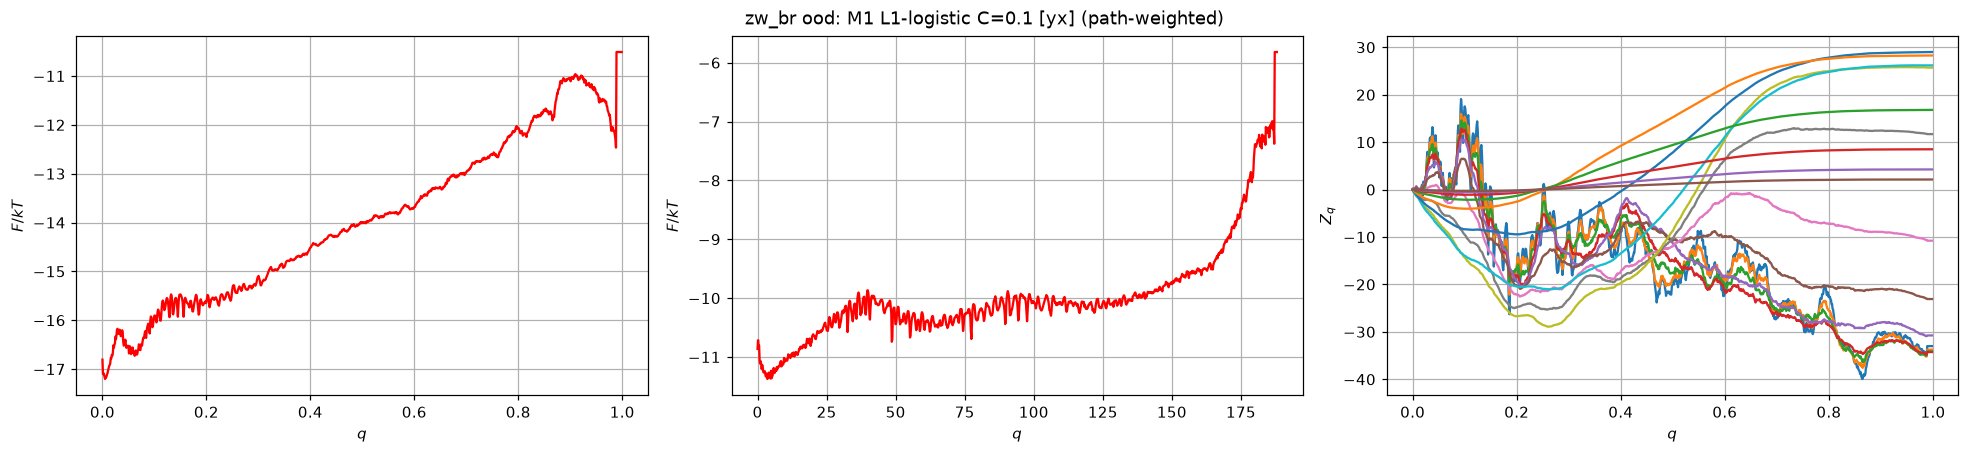 zw_br ood: M1 L1-logistic C=0.1 [yx] (path-weighted)
F/kT
−11
−12
−13
−14
−15
−16
−17
0.0 0.2 0.4 0.6 0.8 1.0
q
F/kT
−6
−7
−8
−9
−10
−11
0 25 50 75 100 125 150 175
q
Z_q
30
20
10
0
−10
−20
−30
−40
0.0 0.2 0.4 0.6 0.8 1.0
q